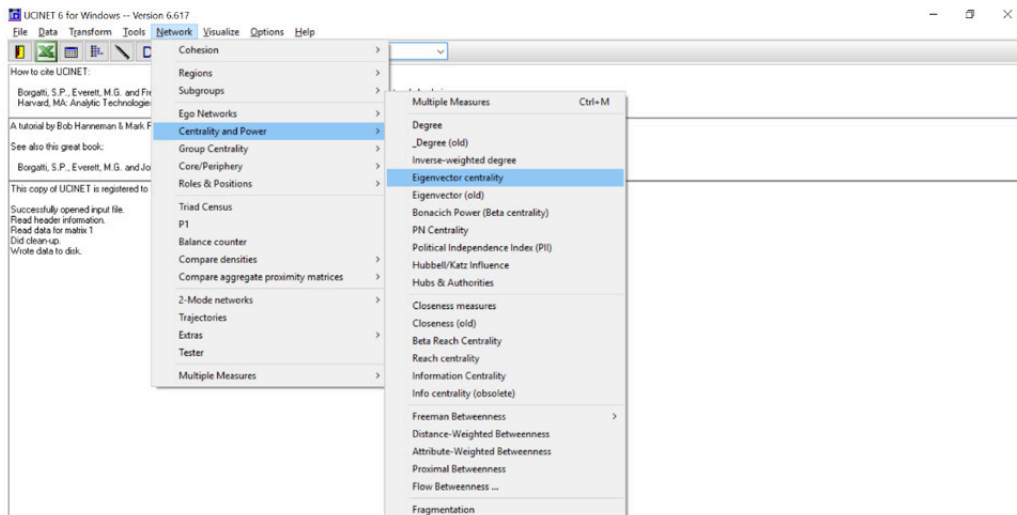 UCINET 6 for Windows -- Version 6.617
File Data Transform Tools Network Visualize Options Help
How to cite UCINET:
Borgatti, S.P., Everett, M.G. and Fre
Harvard, MA: Analytic Technologie
A tutorial by Bob Hanneman & Mark F
See also this great book:
Borgatti, S.P., Everett, M.G. and Jo
This copy of UCINET is registered to
Successfully opened input file.
Read header information.
Read data for matrix 1
Did clean-up.
Wrote data to disk.
Cohesion
Regions
Subgroups
Ego Networks
Centrality and Power
Group Centrality
Core/Periphery
Roles & Positions
Triad Census
P1
Balance counter
Compare densities
Compare aggregate proximity matrices
2-Mode networks
Trajectories
Extras
Tester
Multiple Measures
Multiple Measures Ctrl+M
Degree
_Degree (old)
Inverse-weighted degree
Eigenvector centrality
Eigenvector (old)
Bonacich Power (Beta centrality)
PN Centrality
Political Independence Index (PII)
Hubbell/Katz Influence
Hubs & Authorities
Closeness measures
Closeness (old)
Beta Reach Centrality
Reach centrality
Information Centrality
Info centrality (obsolete)
Freeman Betweenness
Distance-Weighted Betweenness
Attribute-Weighted Betweenness
Proximal Betweenness
Flow Betweenness ...
Fragmentation